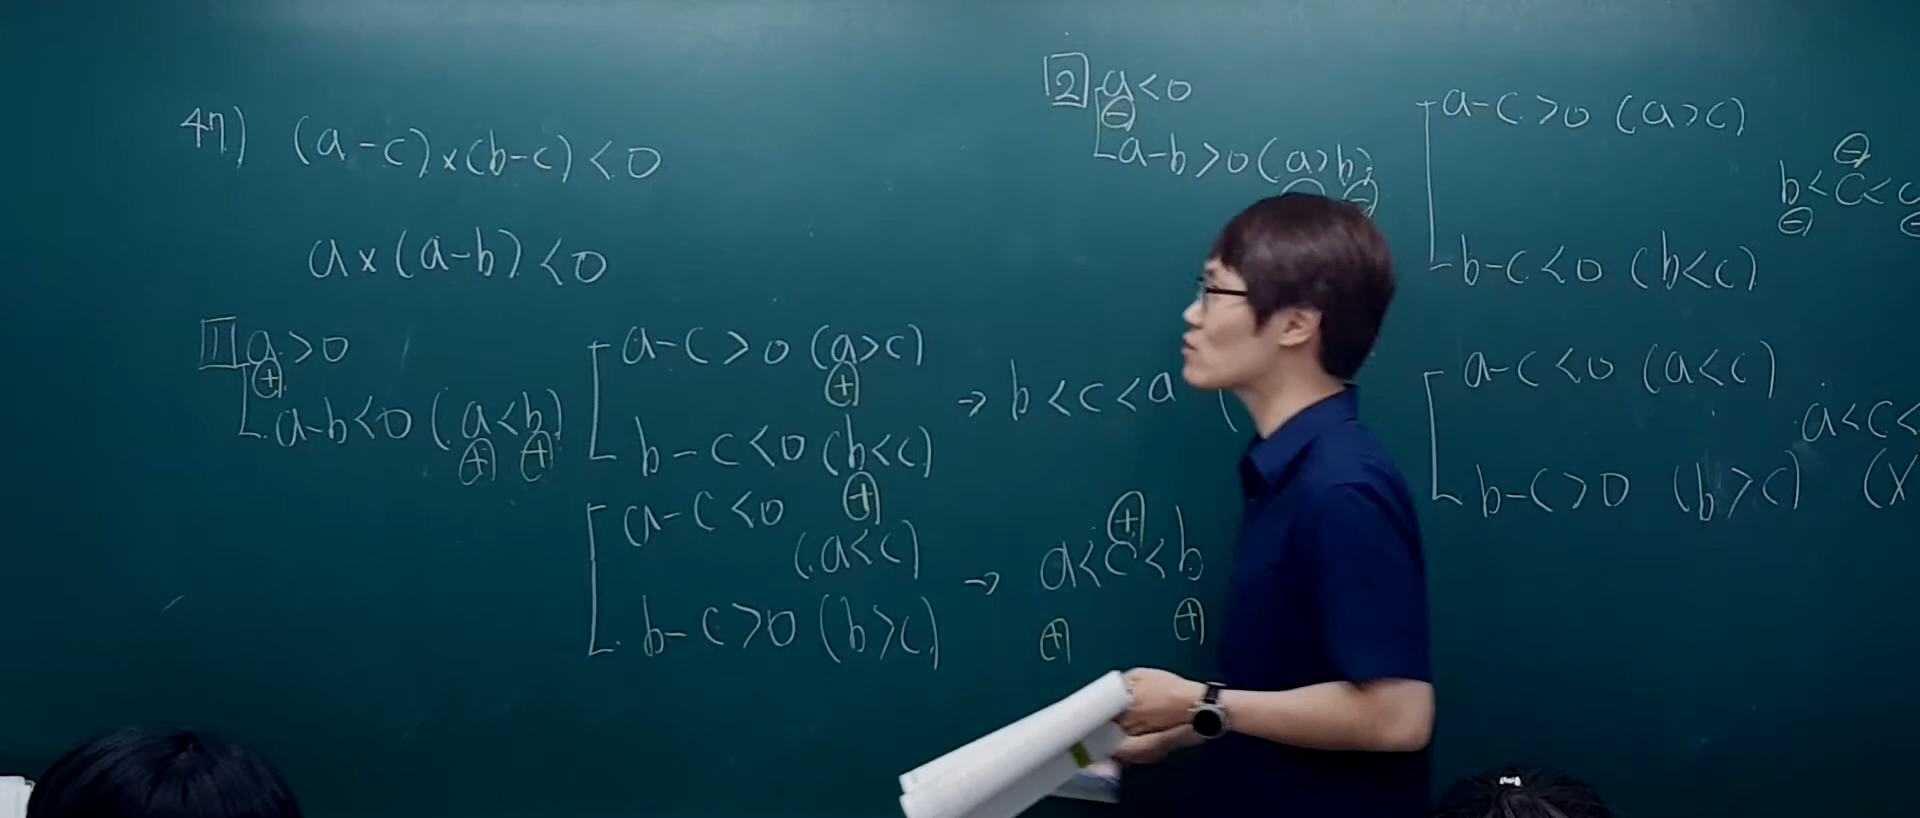 47) (a-c)×(b-c)<0
a×(a-b)<0
1 a>0
⊕
a-b<0 (a<b)
⊕ ⊕
a-c>0 (a>c)
⊕
b-c<0 (b<c)
⊕
→ b<c<a (
a-c<0
(a<c)
b-c>0 (b>c)
→ a<c<b
⊕
⊕ ⊕
2 a<0
⊖
a-b>0 (a>b)
⊖
a-c>0 (a>c)
b-c<0 (b<c)
⊖
b<c<
⊖ ⊖
a-c<0 (a<c)
b-c>0 (b>c)
a<c<
(X